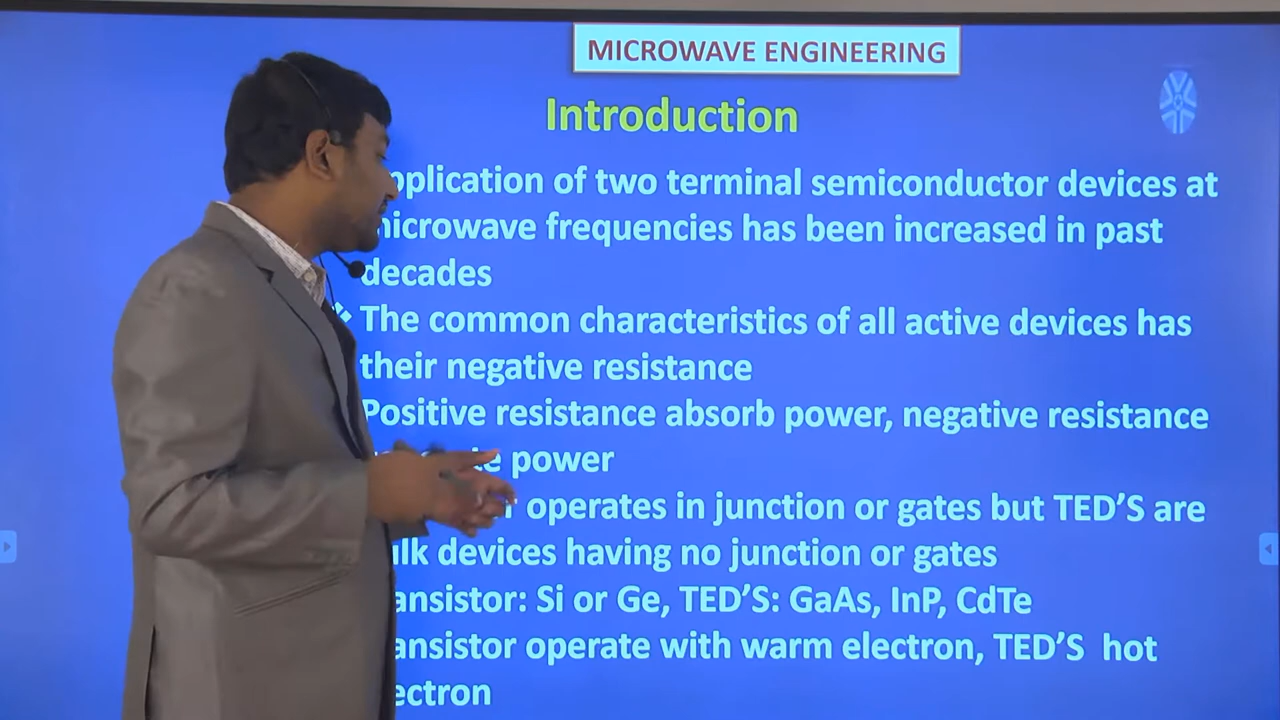 MICROWAVE ENGINEERING
Introduction
pplication of two terminal semiconductor devices at
microwave frequencies has been increased in past
decades
❖ The common characteristics of all active devices has
their negative resistance
Positive resistance absorb power, negative resistance
power
operates in junction or gates but TED’S are
ulk devices having no junction or gates
ansistor: Si or Ge, TED’S: GaAs, InP, CdTe
ansistor operate with warm electron, TED’S hot
ectron